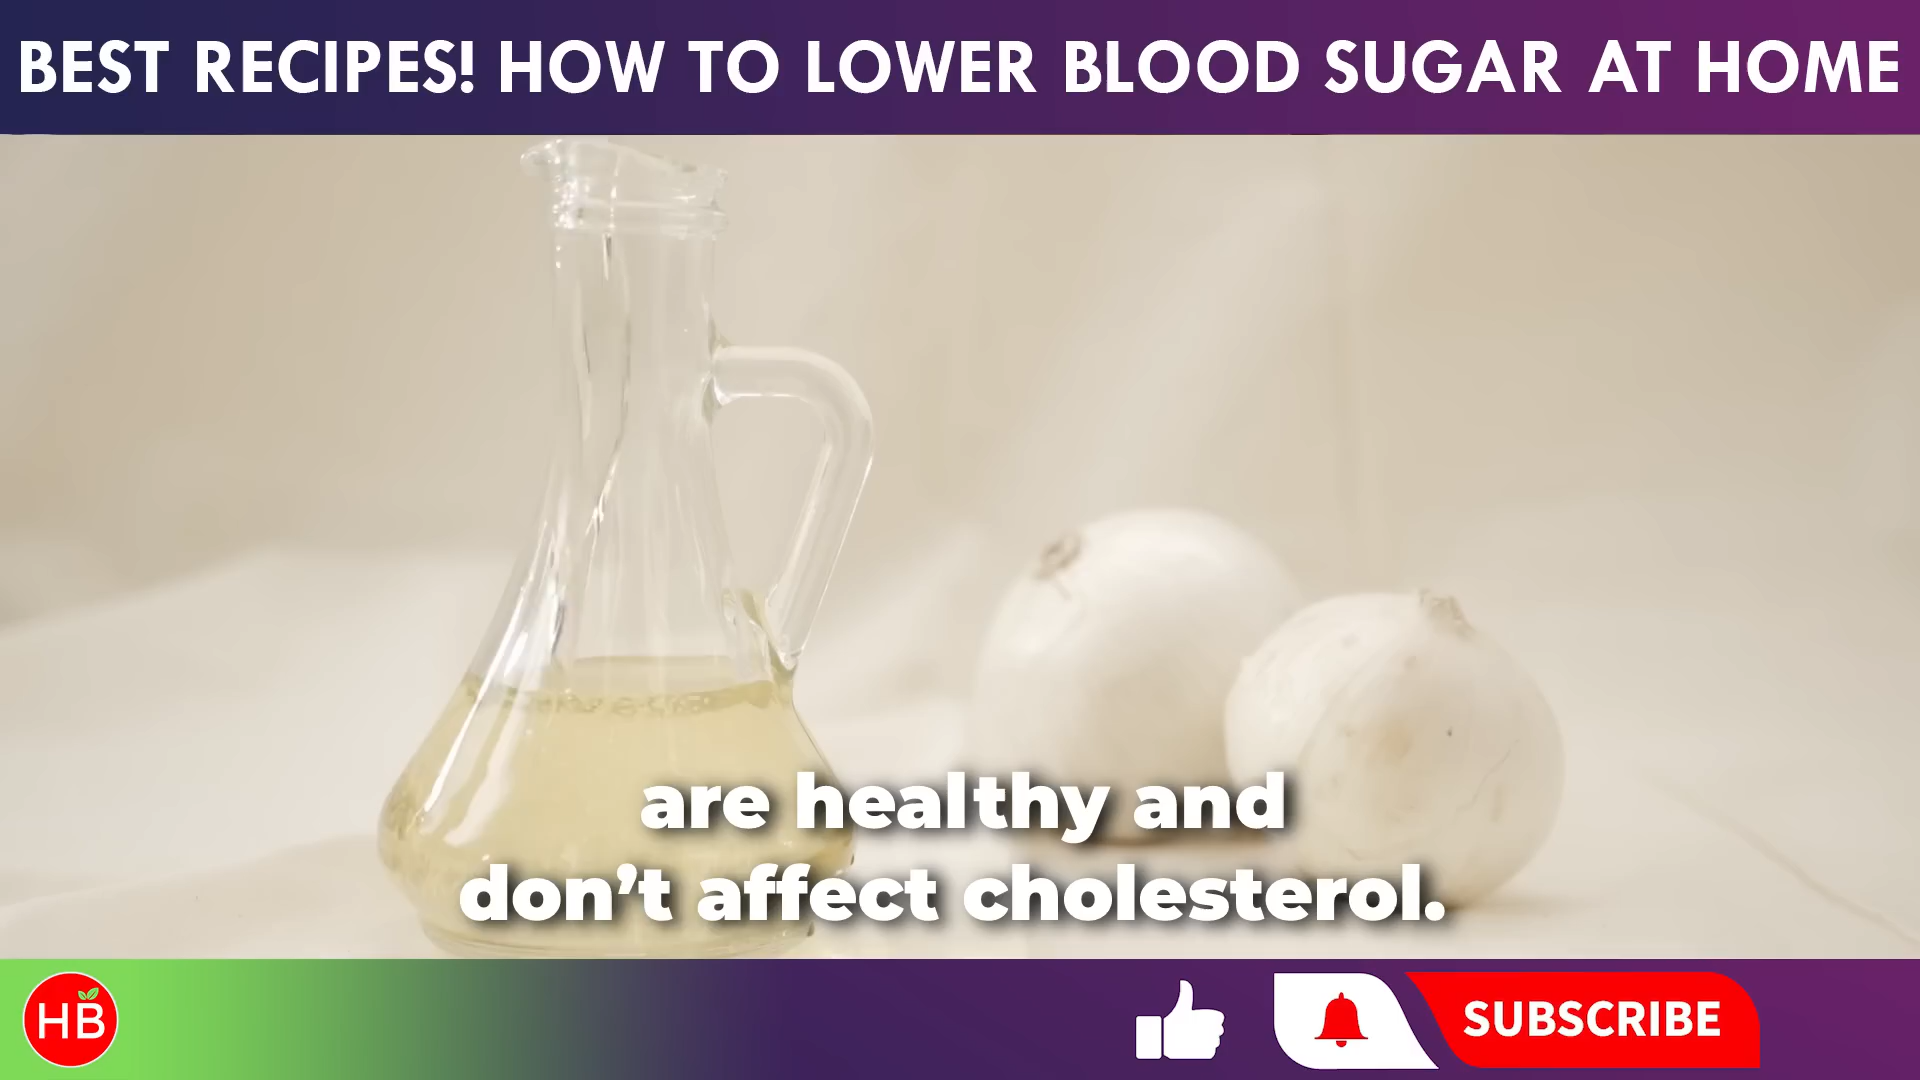 BEST RECIPES! HOW TO LOWER BLOOD SUGAR AT HOME
are healthy and
don't affect cholesterol.
HB
SUBSCRIBE